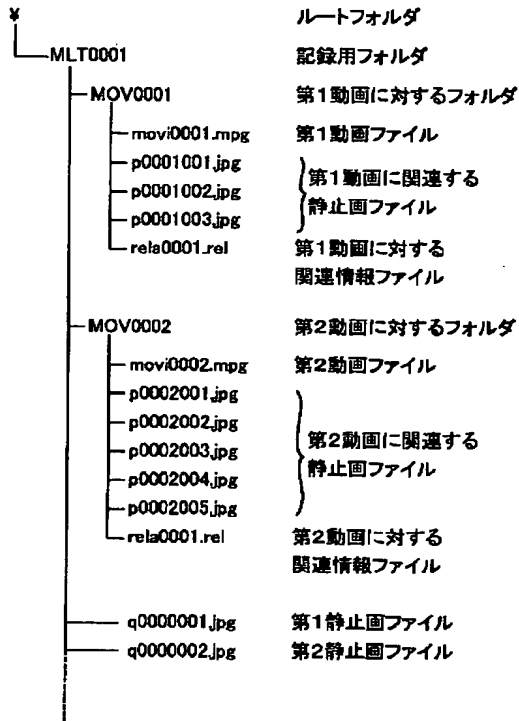 ¥ ルートフォルダ
MLT0001 記録用フォルダ
MOV0001 第1動画に対するフォルダ
movi0001.mpg 第1動画ファイル
p0001001.jpg
p0001002.jpg 第1動画に関連する
p0001003.jpg 静止画ファイル
rela0001.rel 第1動画に対する
関連情報ファイル
MOV0002 第2動画に対するフォルダ
movi0002.mpg 第2動画ファイル
p0002001.jpg
p0002002.jpg
p0002003.jpg 第2動画に関連する
p0002004.jpg 静止画ファイル
p0002005.jpg
rela0001.rel 第2動画に対する
関連情報ファイル
q0000001.jpg 第1静止画ファイル
q0000002.jpg 第2静止画ファイル